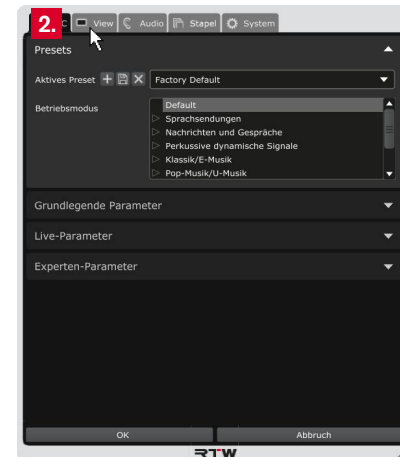 2.
C View Audio Stapel System
Presets
Aktives Preset Factory Default
Betriebsmodus
Default
Sprachsendungen
Nachrichten und Gespräche
Perkussive dynamische Signale
Klassik/E-Musik
Pop-Musik/U-Musik
Grundlegende Parameter
Live-Parameter
Experten-Parameter
OK Abbruch
RTW